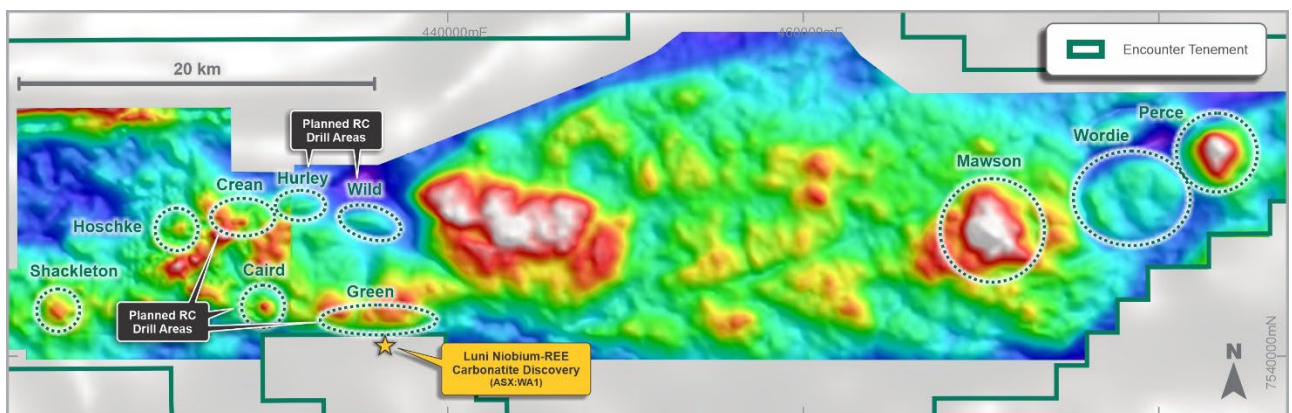 440000mE
460000mE
Encounter Tenement
20 km
Planned RC
Drill Areas
Perce
Wordie
Mawson
Hurley
Crean
Wild
Hoschke
Shackleton
Caird
Green
Planned RC
Drill Areas
Luni Niobium-REE
Carbonatite Discovery
(ASX:WA1)
N
7540000mN